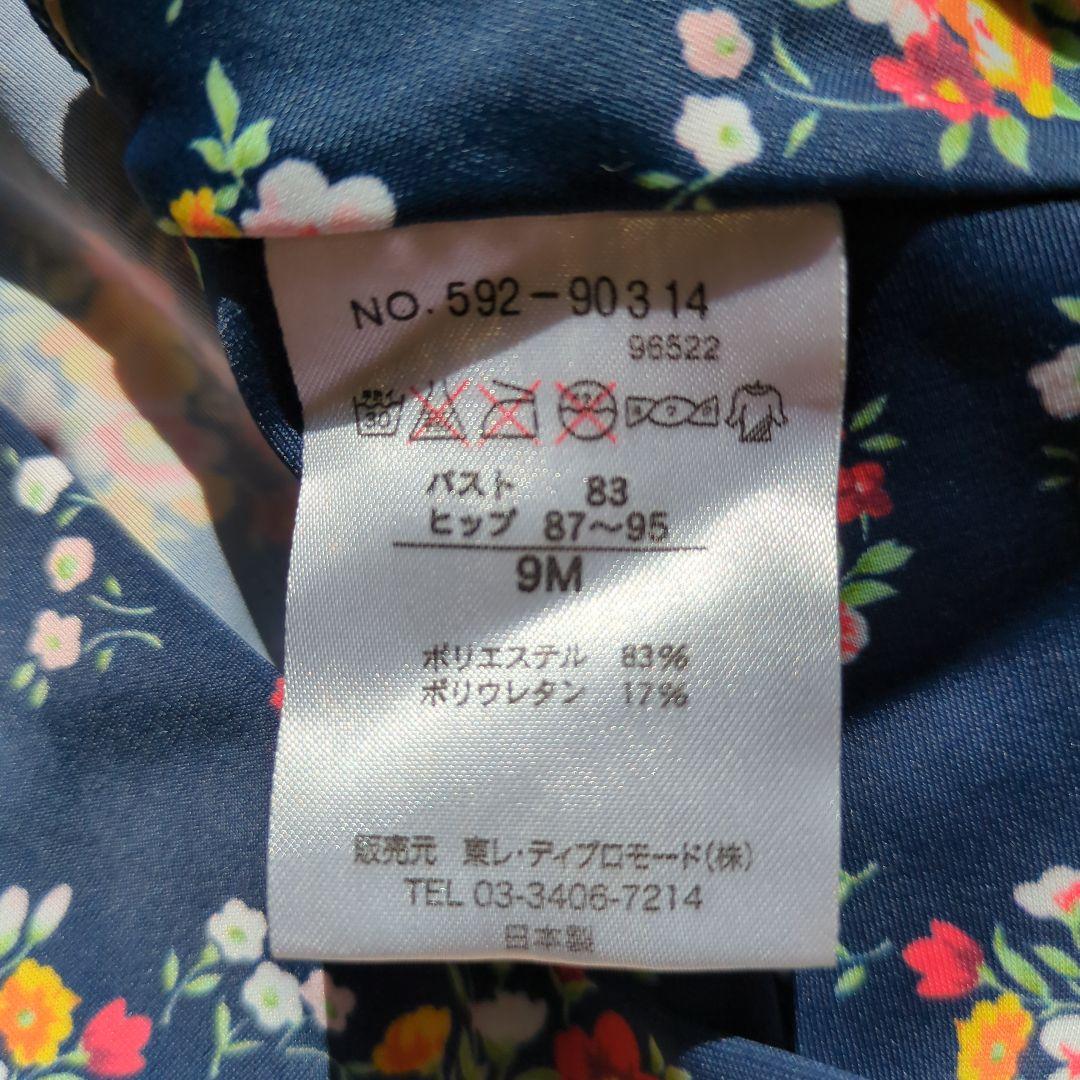 NO. 592-90314
96522
30
バスト 83
ヒップ 87～95
9M
ポリエステル 83%
ポリウレタン 17%
販売元 東レ・ディプロモード(株)
TEL 03-3406-7214
日本製